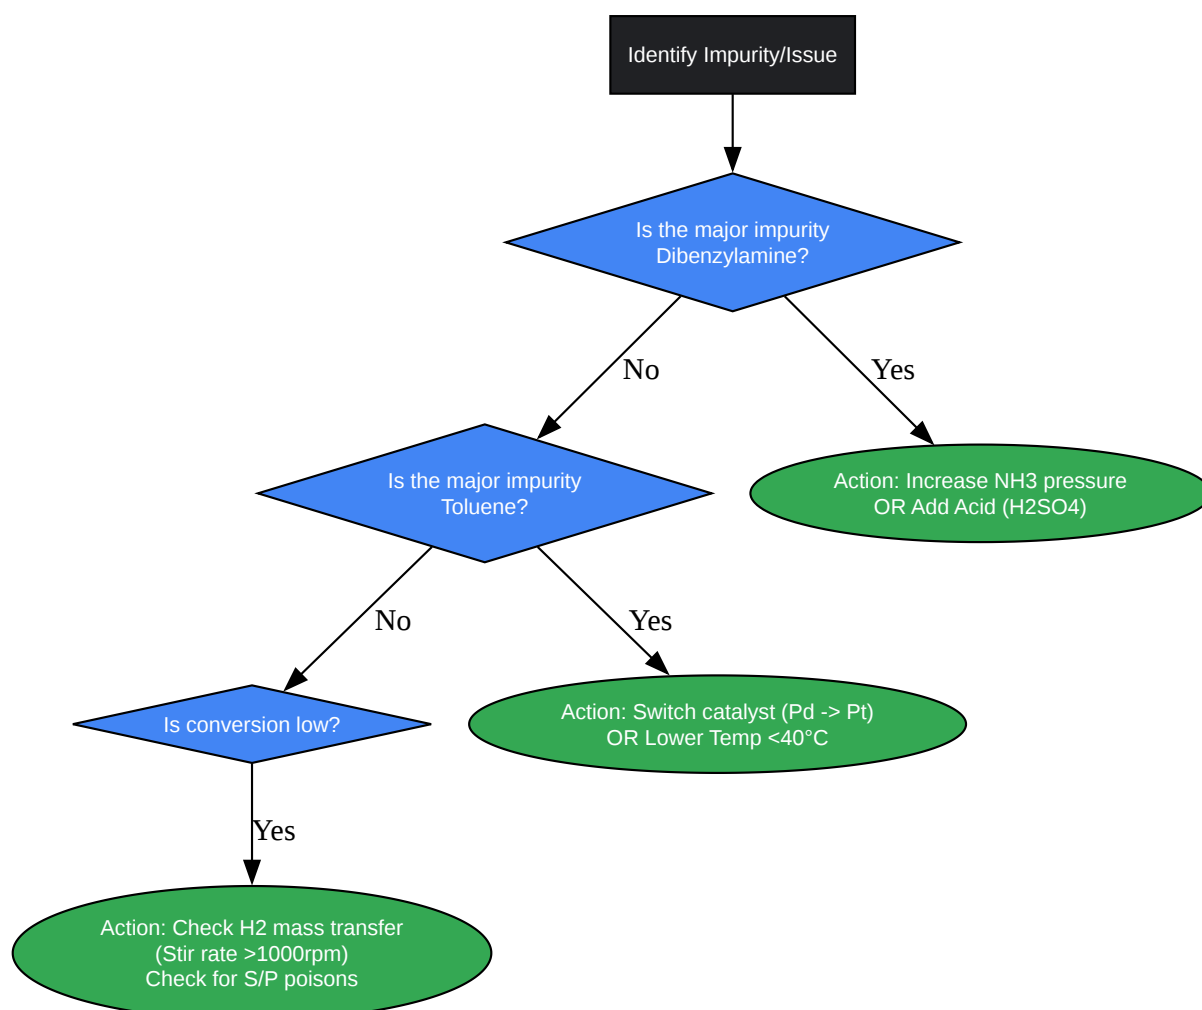 Identify Impurity/Issue
Is the major impurity
Dibenzylamine?
No
Yes
Is the major impurity
Toluene?
Action: Increase NH3 pressure
OR Add Acid (H2SO4)
No
Yes
Is conversion low?
Action: Switch catalyst (Pd -> Pt)
OR Lower Temp <40°C
Yes
Action: Check H2 mass transfer
(Stir rate >1000rpm)
Check for S/P poisons